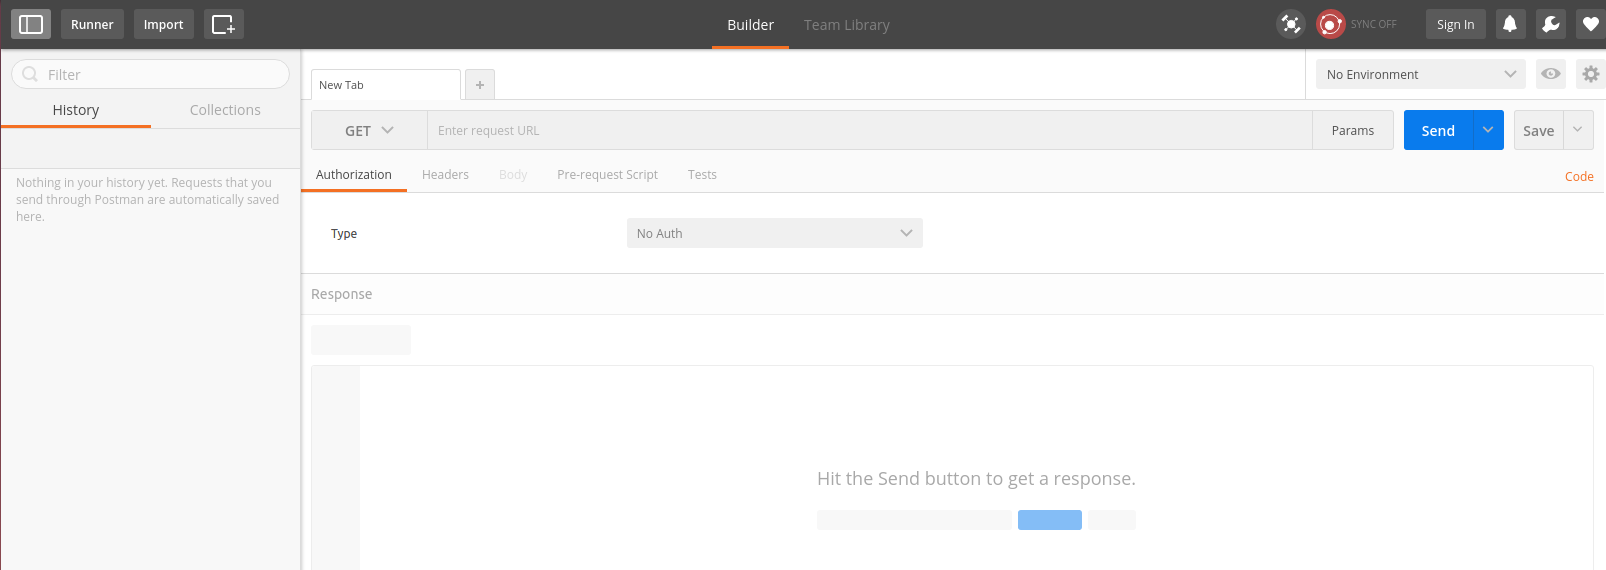 Runner Import Builder Team Library SYNC OFF Sign In
Filter
History Collections
Nothing in your history yet. Requests that you
send through Postman are automatically saved
here.
New Tab + No Environment
GET Enter request URL Params Send Save
Authorization Headers Body Pre-request Script Tests Code
Type No Auth
Response
Hit the Send button to get a response.